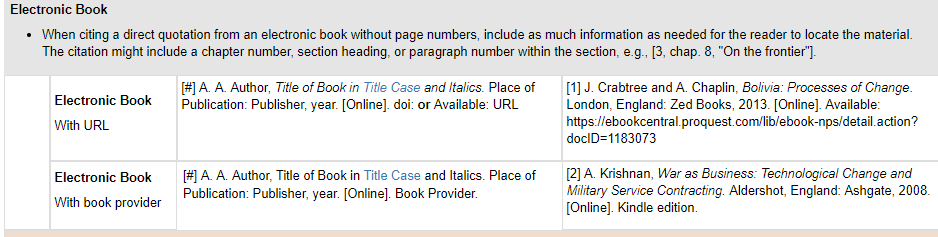 Electronic Book
• When citing a direct quotation from an electronic book without page numbers, include as much information as needed for the reader to locate the material.
The citation might include a chapter number, section heading, or paragraph number within the section, e.g., [3, chap. 8, "On the frontier"].
Electronic Book
With URL
[#] A. A. Author, Title of Book in Title Case and Italics. Place of
Publication: Publisher, year. [Online]. doi: or Available: URL
[1] J. Crabtree and A. Chaplin, Bolivia: Processes of Change.
London, England: Zed Books, 2013. [Online]. Available:
https://ebookcentral.proquest.com/lib/ebook-nps/detail.action?
docID=1183073
Electronic Book
With book provider
[#] A. A. Author, Title of Book in Title Case and Italics. Place of
Publication: Publisher, year. [Online]. Book Provider.
[2] A. Krishnan, War as Business: Technological Change and
Military Service Contracting. Aldershot, England: Ashgate, 2008.
[Online]. Kindle edition.